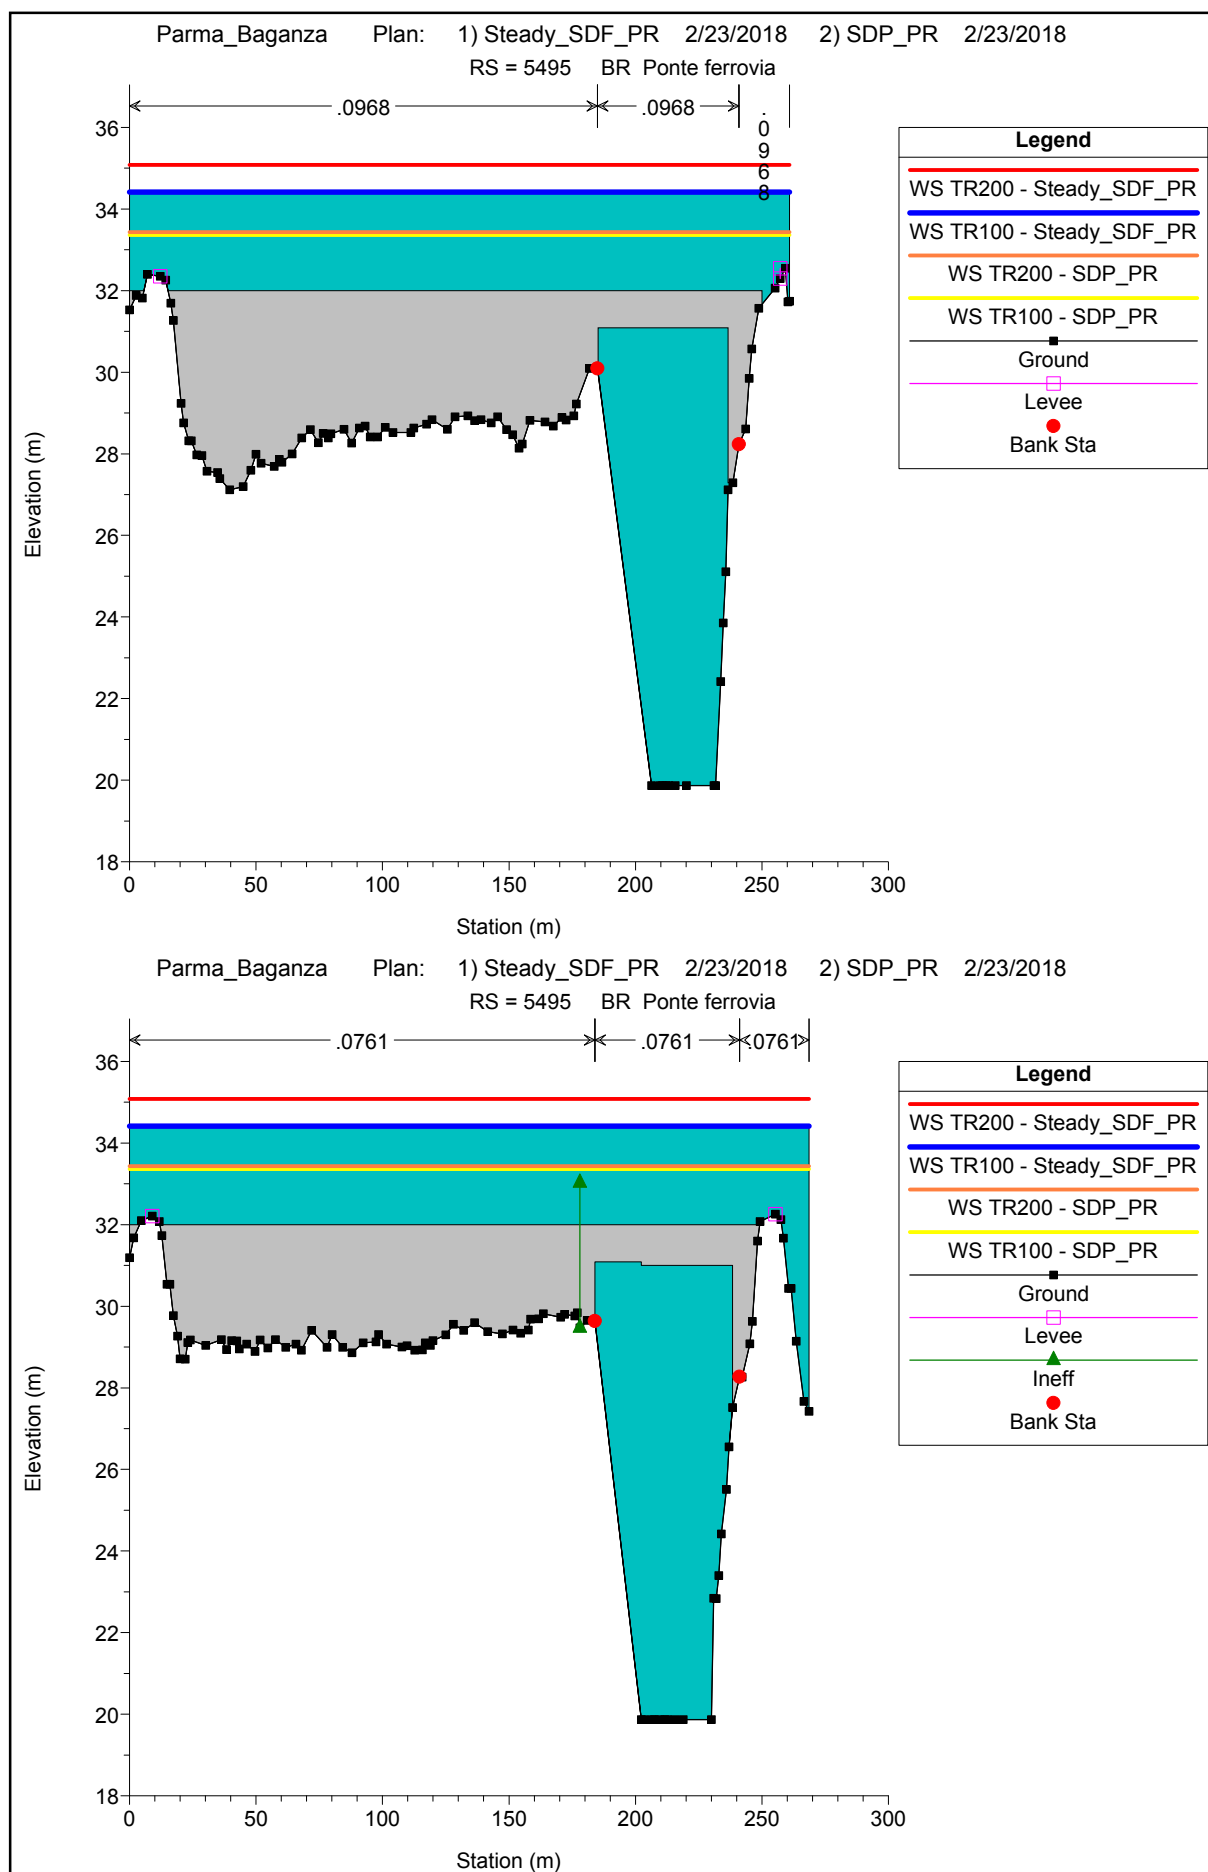 Parma_Baganza Plan: 1) Steady_SDF_PR 2/23/2018 2) SDP_PR 2/23/2018
RS = 5495 BR Ponte ferrovia
.0968 .0968 .0968
Legend
WS TR200 - Steady_SDF_PR
WS TR100 - Steady_SDF_PR
WS TR200 - SDP_PR
WS TR100 - SDP_PR
Ground
Levee
Bank Sta
36
34
32
30
28
26
24
22
20
18
Elevation (m)
0 50 100 150 200 250 300
Station (m)
Parma_Baganza Plan: 1) Steady_SDF_PR 2/23/2018 2) SDP_PR 2/23/2018
RS = 5495 BR Ponte ferrovia
.0761 .0761 .0761
Legend
WS TR200 - Steady_SDF_PR
WS TR100 - Steady_SDF_PR
WS TR200 - SDP_PR
WS TR100 - SDP_PR
Ground
Levee
Ineff
Bank Sta
36
34
32
30
28
26
24
22
20
18
Elevation (m)
0 50 100 150 200 250 300
Station (m)